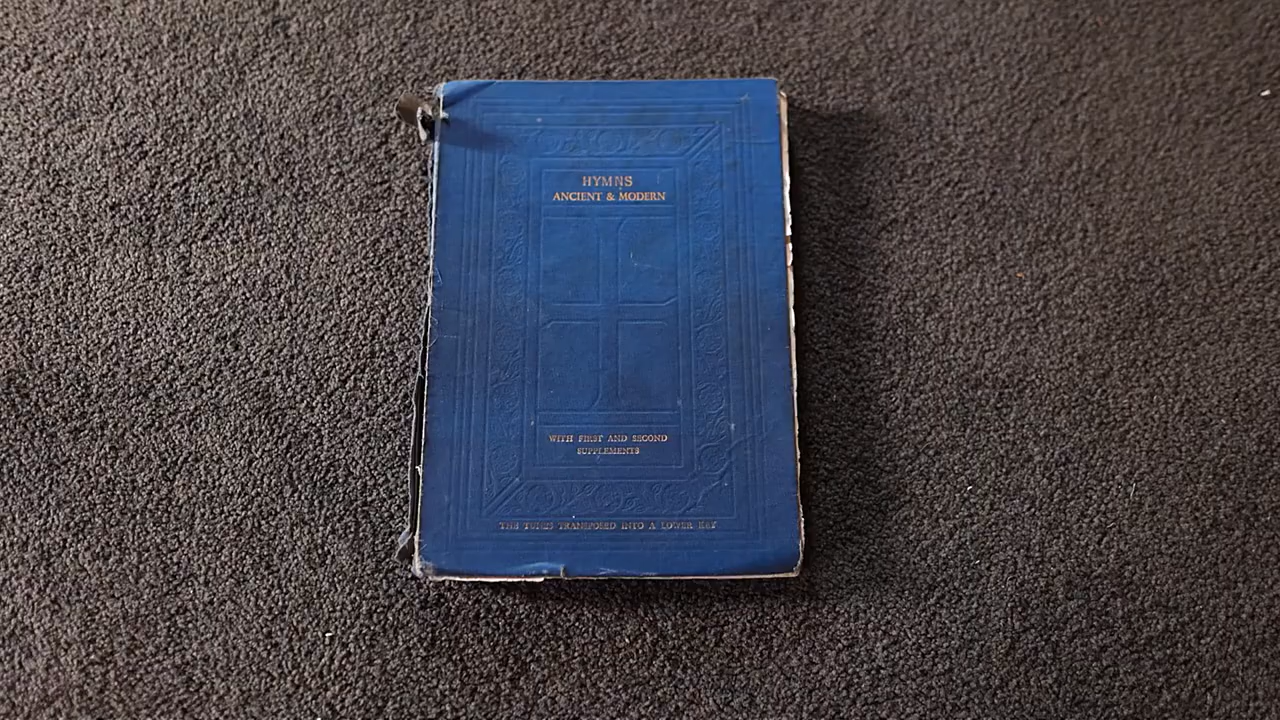 HYMNS
ANCIENT & MODERN
WITH FIRST AND SECOND
SUPPLEMENTS
THE TUNES TRANSPOSED INTO A LOWER KEY